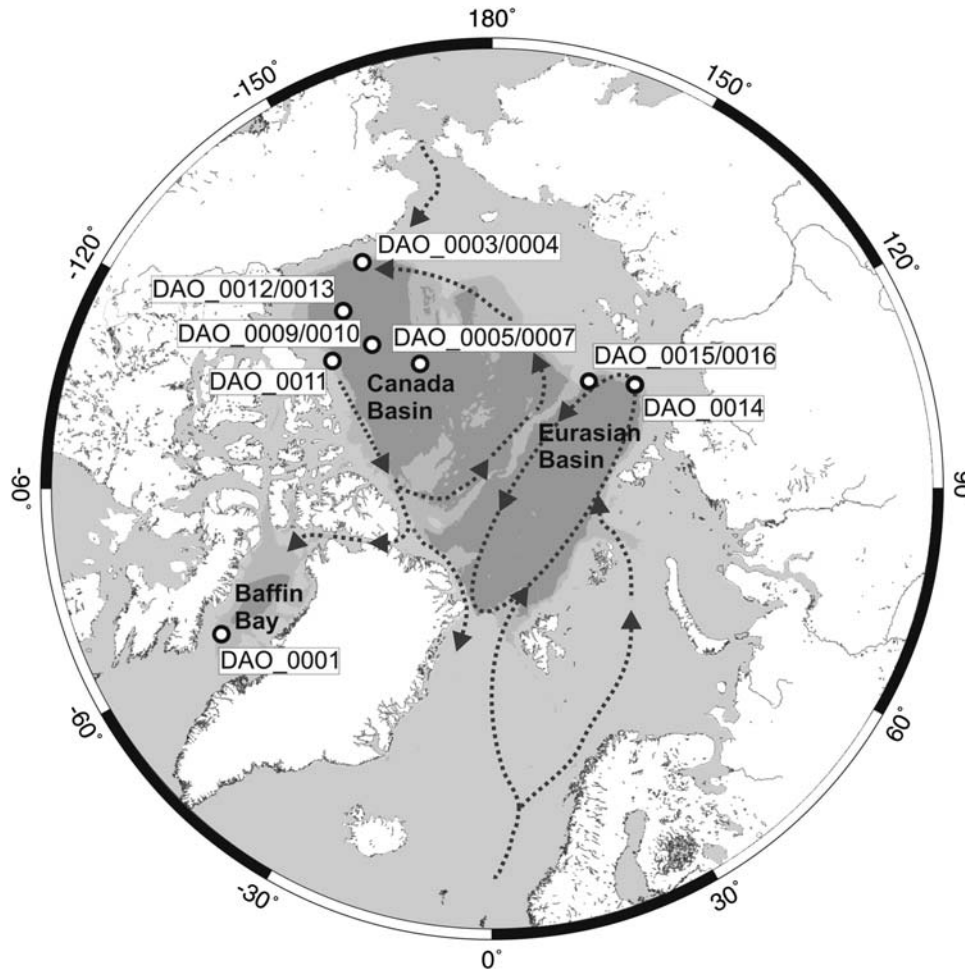 180°
-150°
150°
-120°
120°
DAO_0003/0004
DAO_0012/0013
DAO_0009/0010
DAO_0005/0007
DAO_0015/0016
DAO_0011
DAO_0014
Canada
Basin
Eurasian
Basin
-90°
90
Baffin
Bay
DAO_0001
-60°
60°
-30°
30°
0°